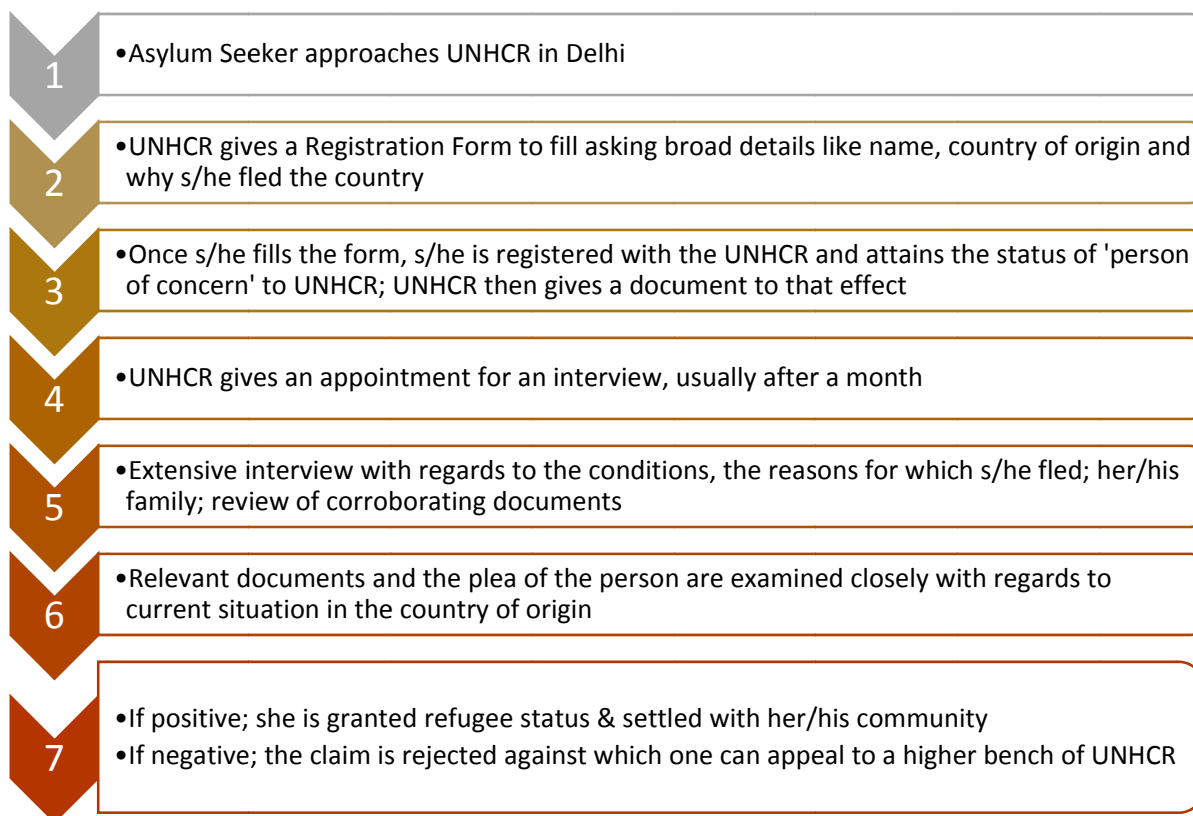 1
•Asylum Seeker approaches UNHCR in Delhi
2
•UNHCR gives a Registration Form to fill asking broad details like name, country of origin and
why s/he fled the country
3
•Once s/he fills the form, s/he is registered with the UNHCR and attains the status of 'person
of concern' to UNHCR; UNHCR then gives a document to that effect
4
•UNHCR gives an appointment for an interview, usually after a month
5
•Extensive interview with regards to the conditions, the reasons for which s/he fled; her/his
family; review of corroborating documents
6
•Relevant documents and the plea of the person are examined closely with regards to
current situation in the country of origin
7
•If positive; she is granted refugee status & settled with her/his community
•If negative; the claim is rejected against which one can appeal to a higher bench of UNHCR